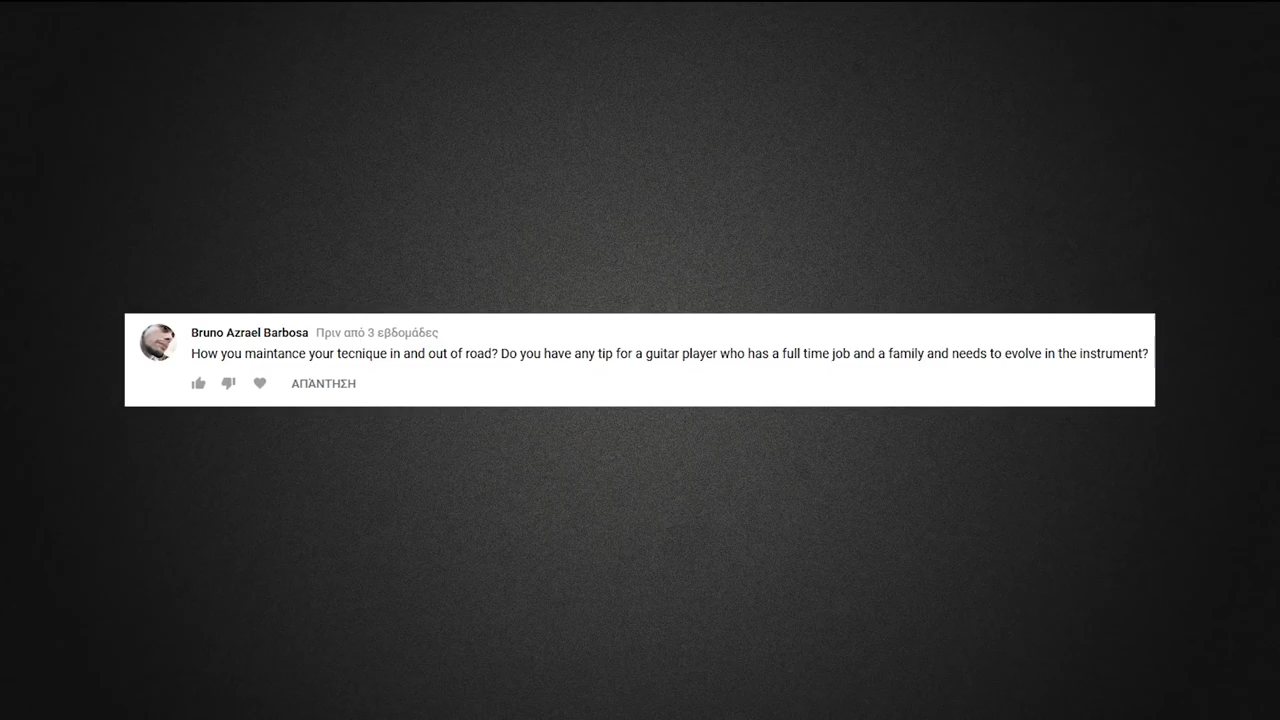 Bruno Azrael Barbosa Πριν από 3 εβδομάδες
How you maintance your tecnique in and out of road? Do you have any tip for a guitar player who has a full time job and a family and needs to evolve in the instrument?
ΑΠΑΝΤΗΣΗ